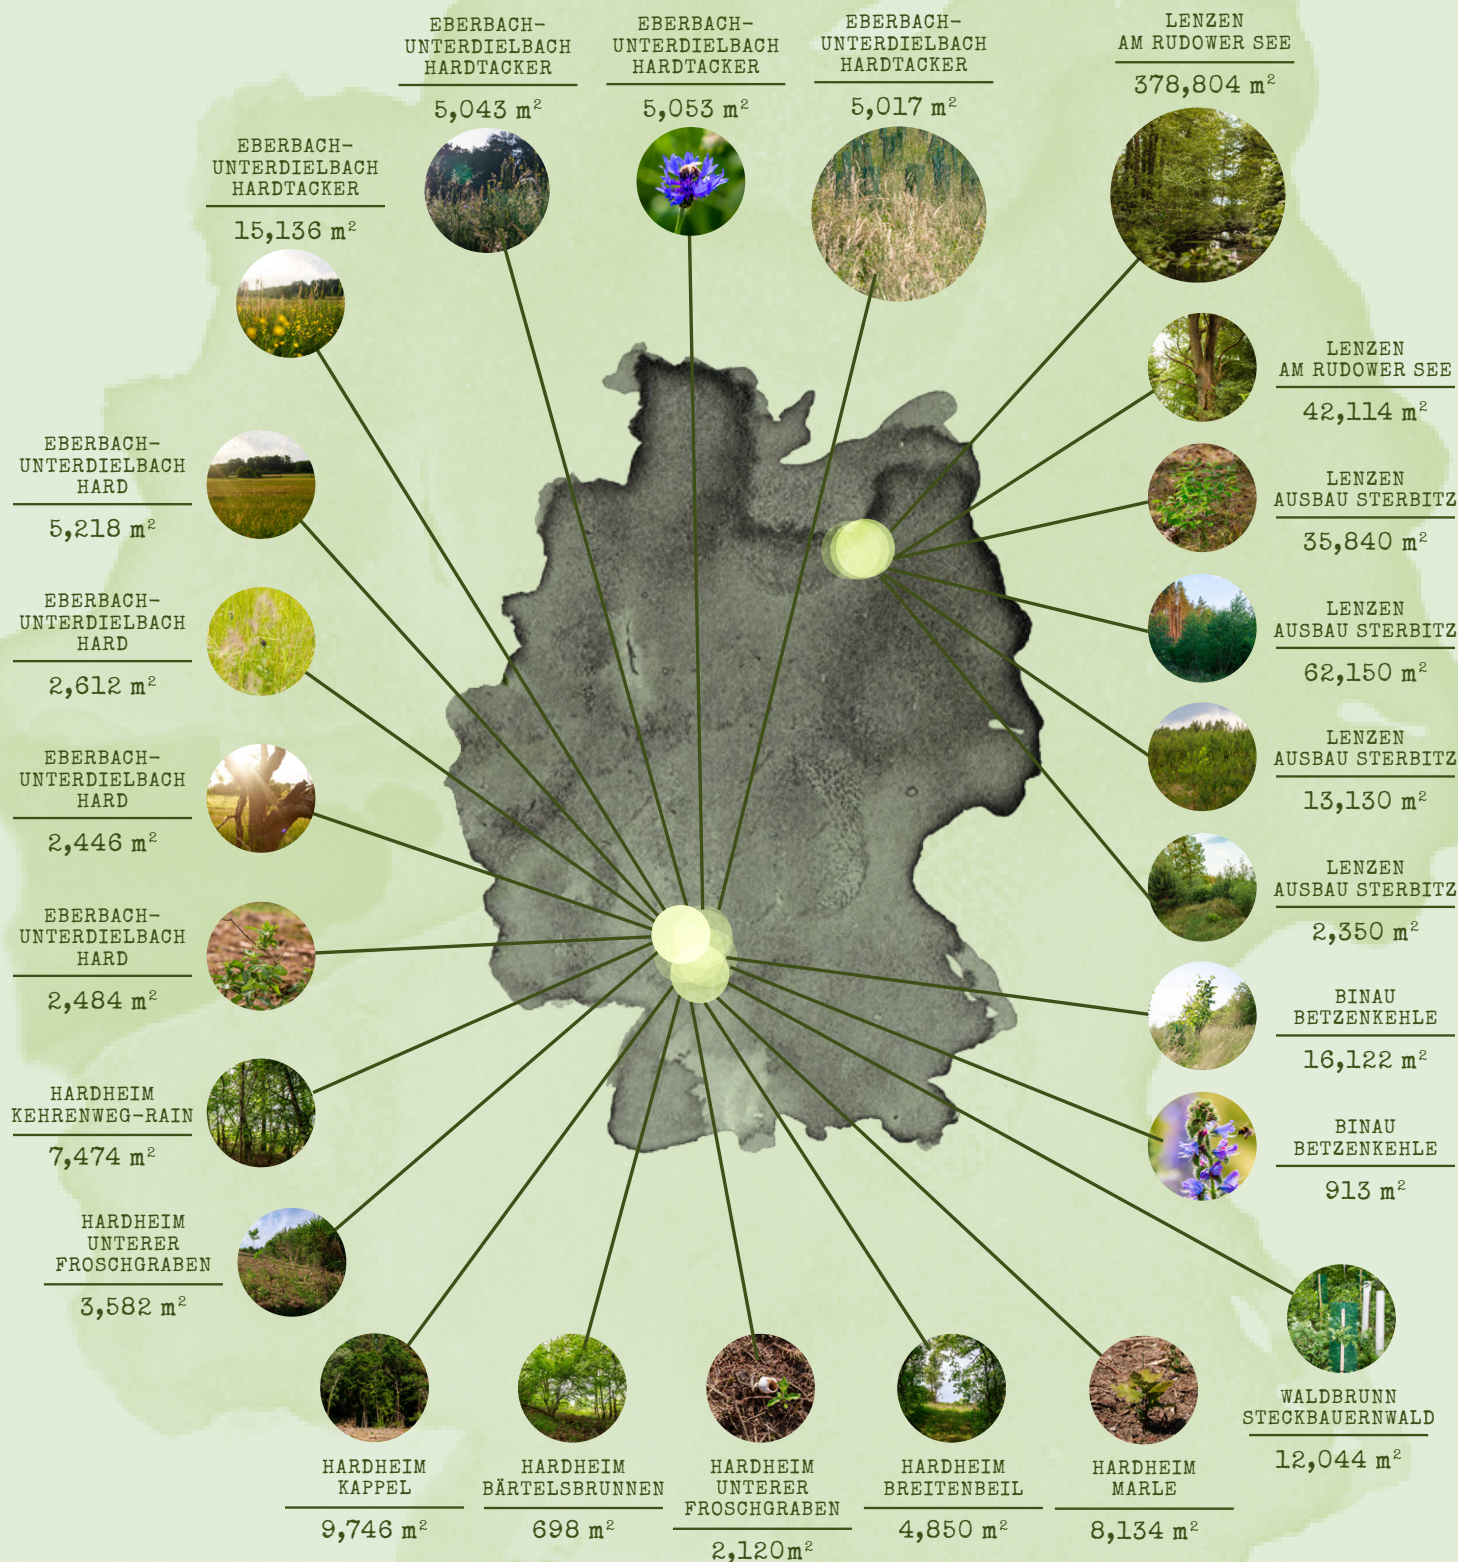 EBERBACH-
UNTERDIELBACH
HARDTACKER
5,043 m²
EBERBACH-
UNTERDIELBACH
HARDTACKER
5,053 m²
EBERBACH-
UNTERDIELBACH
HARDTACKER
5,017 m²
LENZEN
AM RUDOWER SEE
378,804 m²
EBERBACH-
UNTERDIELBACH
HARDTACKER
15,136 m²
LENZEN
AM RUDOWER SEE
42,114 m²
EBERBACH-
UNTERDIELBACH
HARD
5,218 m²
LENZEN
AUSBAU STERBITZ
35,840 m²
EBERBACH-
UNTERDIELBACH
HARD
2,612 m²
LENZEN
AUSBAU STERBITZ
62,150 m²
EBERBACH-
UNTERDIELBACH
HARD
2,446 m²
LENZEN
AUSBAU STERBITZ
13,130 m²
EBERBACH-
UNTERDIELBACH
HARD
2,484 m²
LENZEN
AUSBAU STERBITZ
2,350 m²
BINAU
BETZENKEHLE
16,122 m²
HARDHEIM
KEHRENWEG-RAIN
7,474 m²
BINAU
BETZENKEHLE
913 m²
HARDHEIM
UNTERER
FROSCHGRABEN
3,582 m²
WALDBRUNN
STECKBAUERNWALD
12,044 m²
HARDHEIM
KAPPEL
9,746 m²
HARDHEIM
BÄRTELSBRUNNEN
698 m²
HARDHEIM
UNTERER
FROSCHGRABEN
2,120m²
HARDHEIM
BREITENBEIL
4,850 m²
HARDHEIM
MARLE
8,134 m²